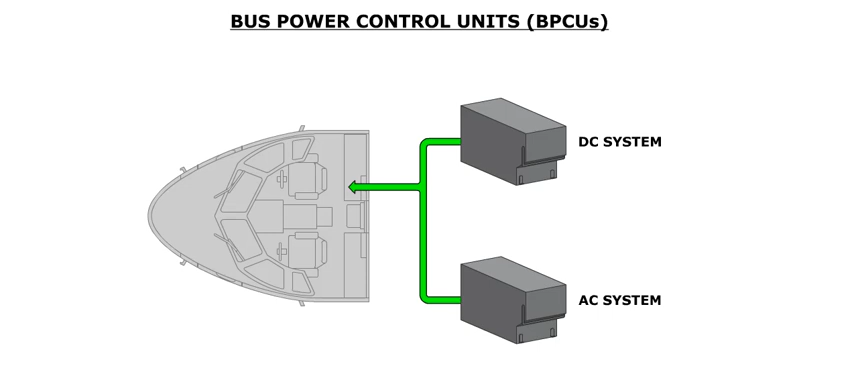 BUS POWER CONTROL UNITS (BPCUs)
DC SYSTEM
AC SYSTEM